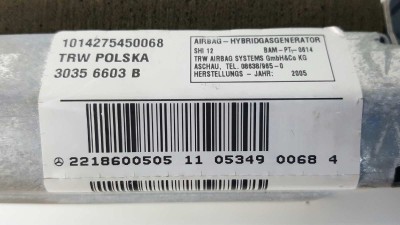 1014275450068
TRW POLSKA
3035 6603 B
AIRBAG - HYBRIDGASGENERATOR
SHI 12 BAM-PT1-0614
TRW AIRBAG SYSTEMS GmbH&Co KG
ASCHAU, TEL. 08638/965-0
HERSTELLUNGS - JAHR: 2005
2218600505 11 05349 0068 4